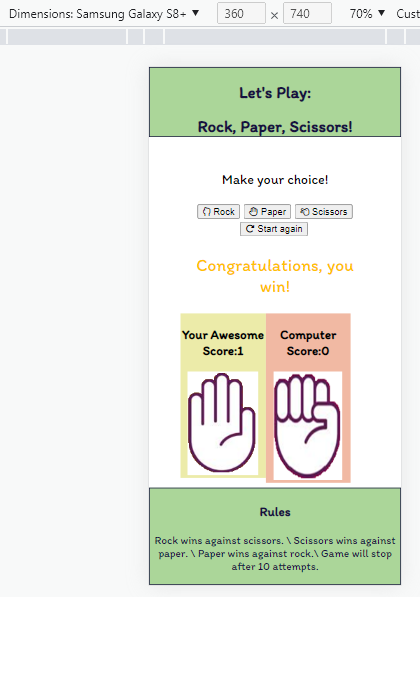 Dimensions: Samsung Galaxy S8+ ▼ 360 × 740 70% ▼ Cust
Let's Play:
Rock, Paper, Scissors!
Make your choice!
Rock Paper Scissors
Start again
Congratulations, you
win!
Your Awesome Computer
Score:1 Score:0
Rules
Rock wins against scissors. \ Scissors wins against
paper. \ Paper wins against rock.\ Game will stop
after 10 attempts.